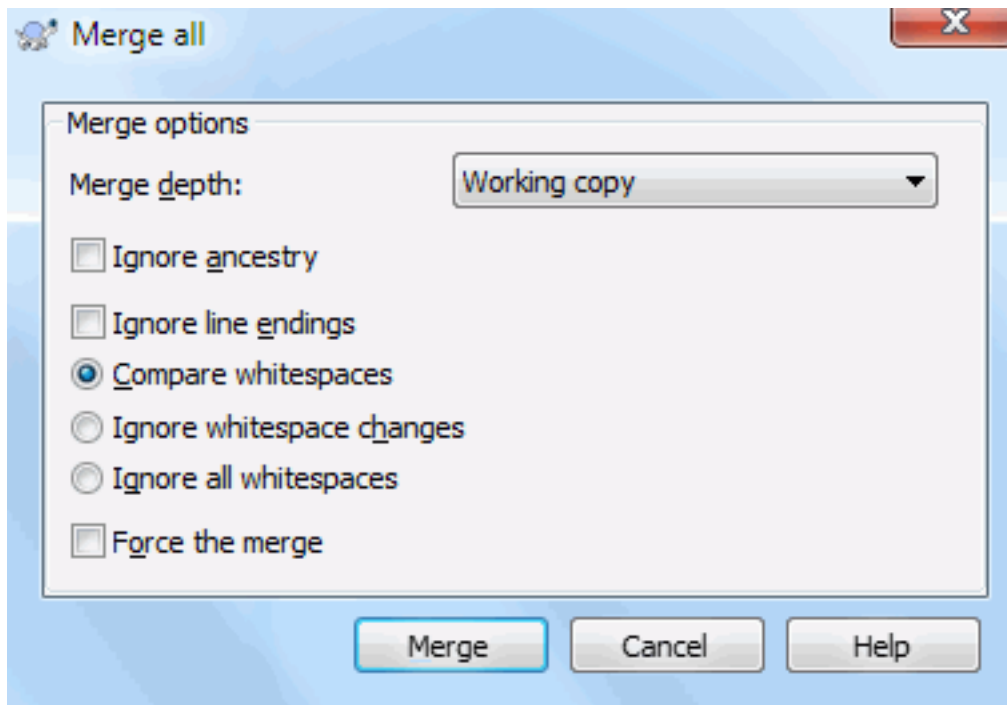 Merge all
Merge options
Merge depth: Working copy
Ignore ancestry
Ignore line endings
Compare whitespaces
Ignore whitespace changes
Ignore all whitespaces
Force the merge
Merge Cancel Help